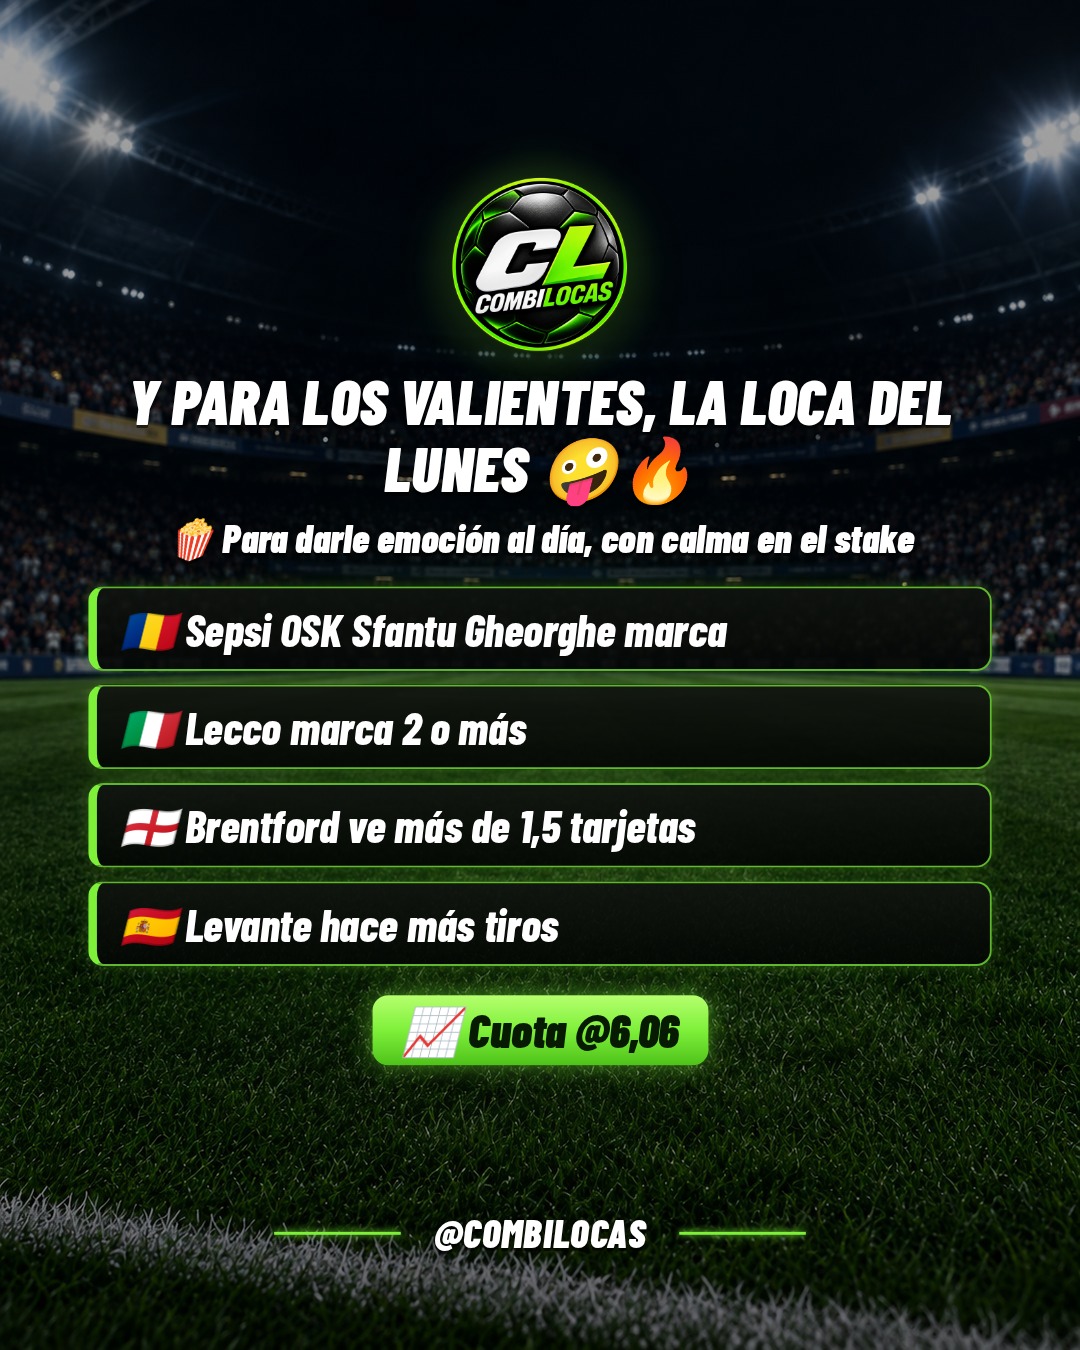 CL
COMBILOCAS
Y PARA LOS VALIENTES, LA LOCA DEL
LUNES 🤪🔥
🍿 Para darle emoción al día, con calma en el stake
🇷🇴 Sepsi OSK Sfantu Gheorghe marca
🇮🇹 Lecco marca 2 o más
🏴󠁧󠁢󠁥󠁮󠁧󠁿 Brentford ve más de 1,5 tarjetas
🇪🇸 Levante hace más tiros
📈 Cuota @6,06
@COMBILOCAS